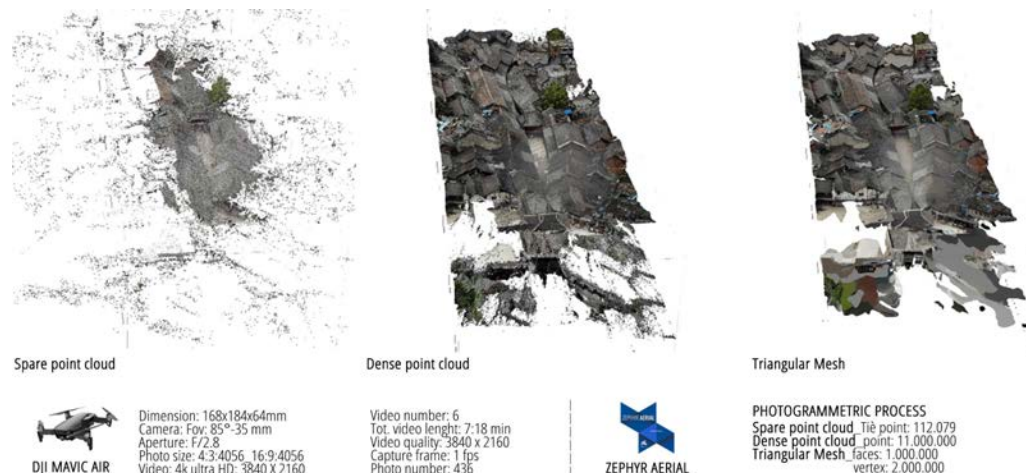 Spare point cloud
Dense point cloud
Triangular Mesh
DJI MAVIC AIR
Dimension: 168x184x64mm
Camera: Fov: 85°-35 mm
Aperture: F/2.8
Photo size: 4:3:4056_16:9:4056
Video: 4k ultra HD: 3840 X 2160
Video number: 6
Tot. video lenght: 7:18 min
Video quality: 3840 x 2160
Capture frame: 1 fps
Photo number: 436
ZEPHYR AERIAL
ZEPHYR AERIAL
PHOTOGRAMMETRIC PROCESS
Spare point cloud_Tiè point: 112.079
Dense point cloud_point: 11.000.000
Triangular Mesh_faces: 1.000.000
vertex: 2.000.000